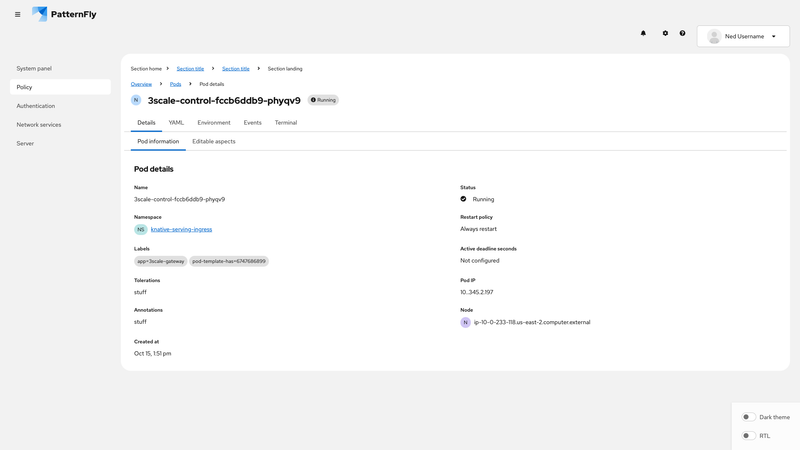 PatternFly
Ned Username
System panel
Policy
Authentication
Network services
Server
Section home Section title Section title Section landing
Overview Pods Pod details
N 3scale-control-fccb6ddb9-phyqv9 Running
Details YAML Environment Events Terminal
Pod information Editable aspects
Pod details
Name
3scale-control-fccb6ddb9-phyqv9
Namespace
NS knative-serving-ingress
Labels
app=3scale-gateway pod-template-has=6747686899
Tolerations
stuff
Annotations
stuff
Created at
Oct 15, 1:51 pm
Status
Running
Restart policy
Always restart
Active deadline seconds
Not configured
Pod IP
10..345.2.197
Node
N ip-10-0-233-118.us-east-2.computer.external
Dark theme
RTL